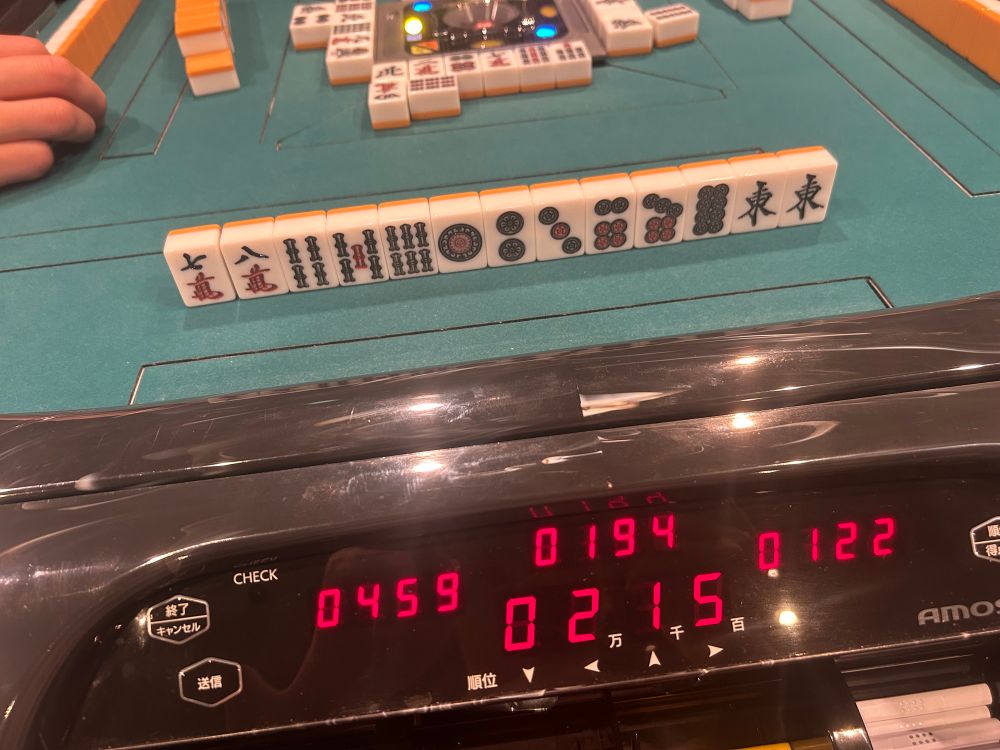 七萬
八萬
東
東
CHECK
終了
キャンセル
送信
0459
0194
0122
0215
万
千
百
順位
AMOS